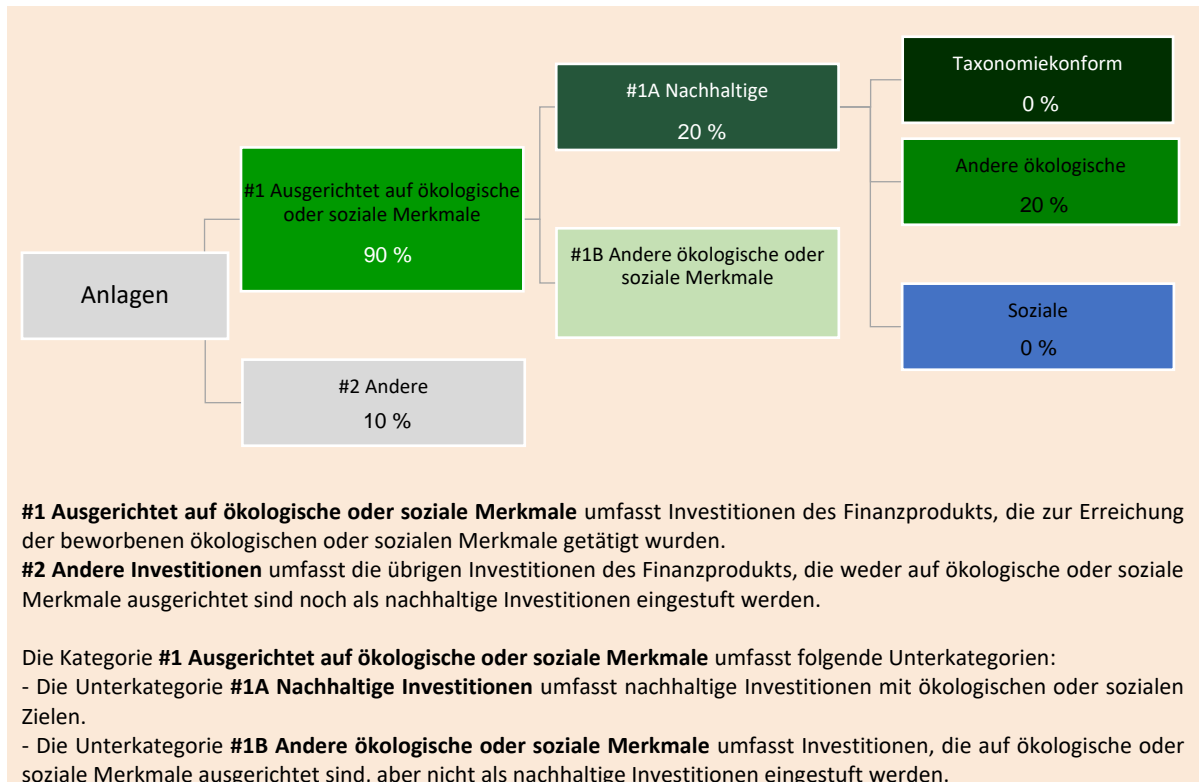 Taxonomiekonform
0 %
#1A Nachhaltige
20 %
Andere ökologische
20 %
#1 Ausgerichtet auf ökologische
oder soziale Merkmale
90 %
#1B Andere ökologische oder
soziale Merkmale
Anlagen
Soziale
0 %
#2 Andere
10 %
#1 Ausgerichtet auf ökologische oder soziale Merkmale umfasst Investitionen des Finanzprodukts, die zur Erreichung
der beworbenen ökologischen oder sozialen Merkmale getätigt wurden.
#2 Andere Investitionen umfasst die übrigen Investitionen des Finanzprodukts, die weder auf ökologische oder soziale
Merkmale ausgerichtet sind noch als nachhaltige Investitionen eingestuft werden.
Die Kategorie #1 Ausgerichtet auf ökologische oder soziale Merkmale umfasst folgende Unterkategorien:
- Die Unterkategorie #1A Nachhaltige Investitionen umfasst nachhaltige Investitionen mit ökologischen oder sozialen
Zielen.
- Die Unterkategorie #1B Andere ökologische oder soziale Merkmale umfasst Investitionen, die auf ökologische oder
soziale Merkmale ausgerichtet sind, aber nicht als nachhaltige Investitionen eingestuft werden.